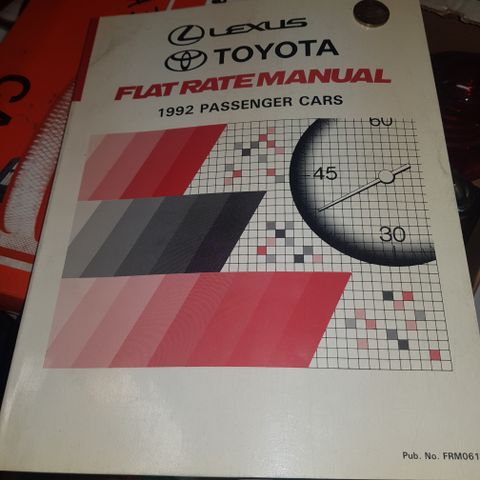 LEXUS
TOYOTA
FLAT RATE MANUAL
1992 PASSENGER CARS
60
45
30
Pub. No. FRM061